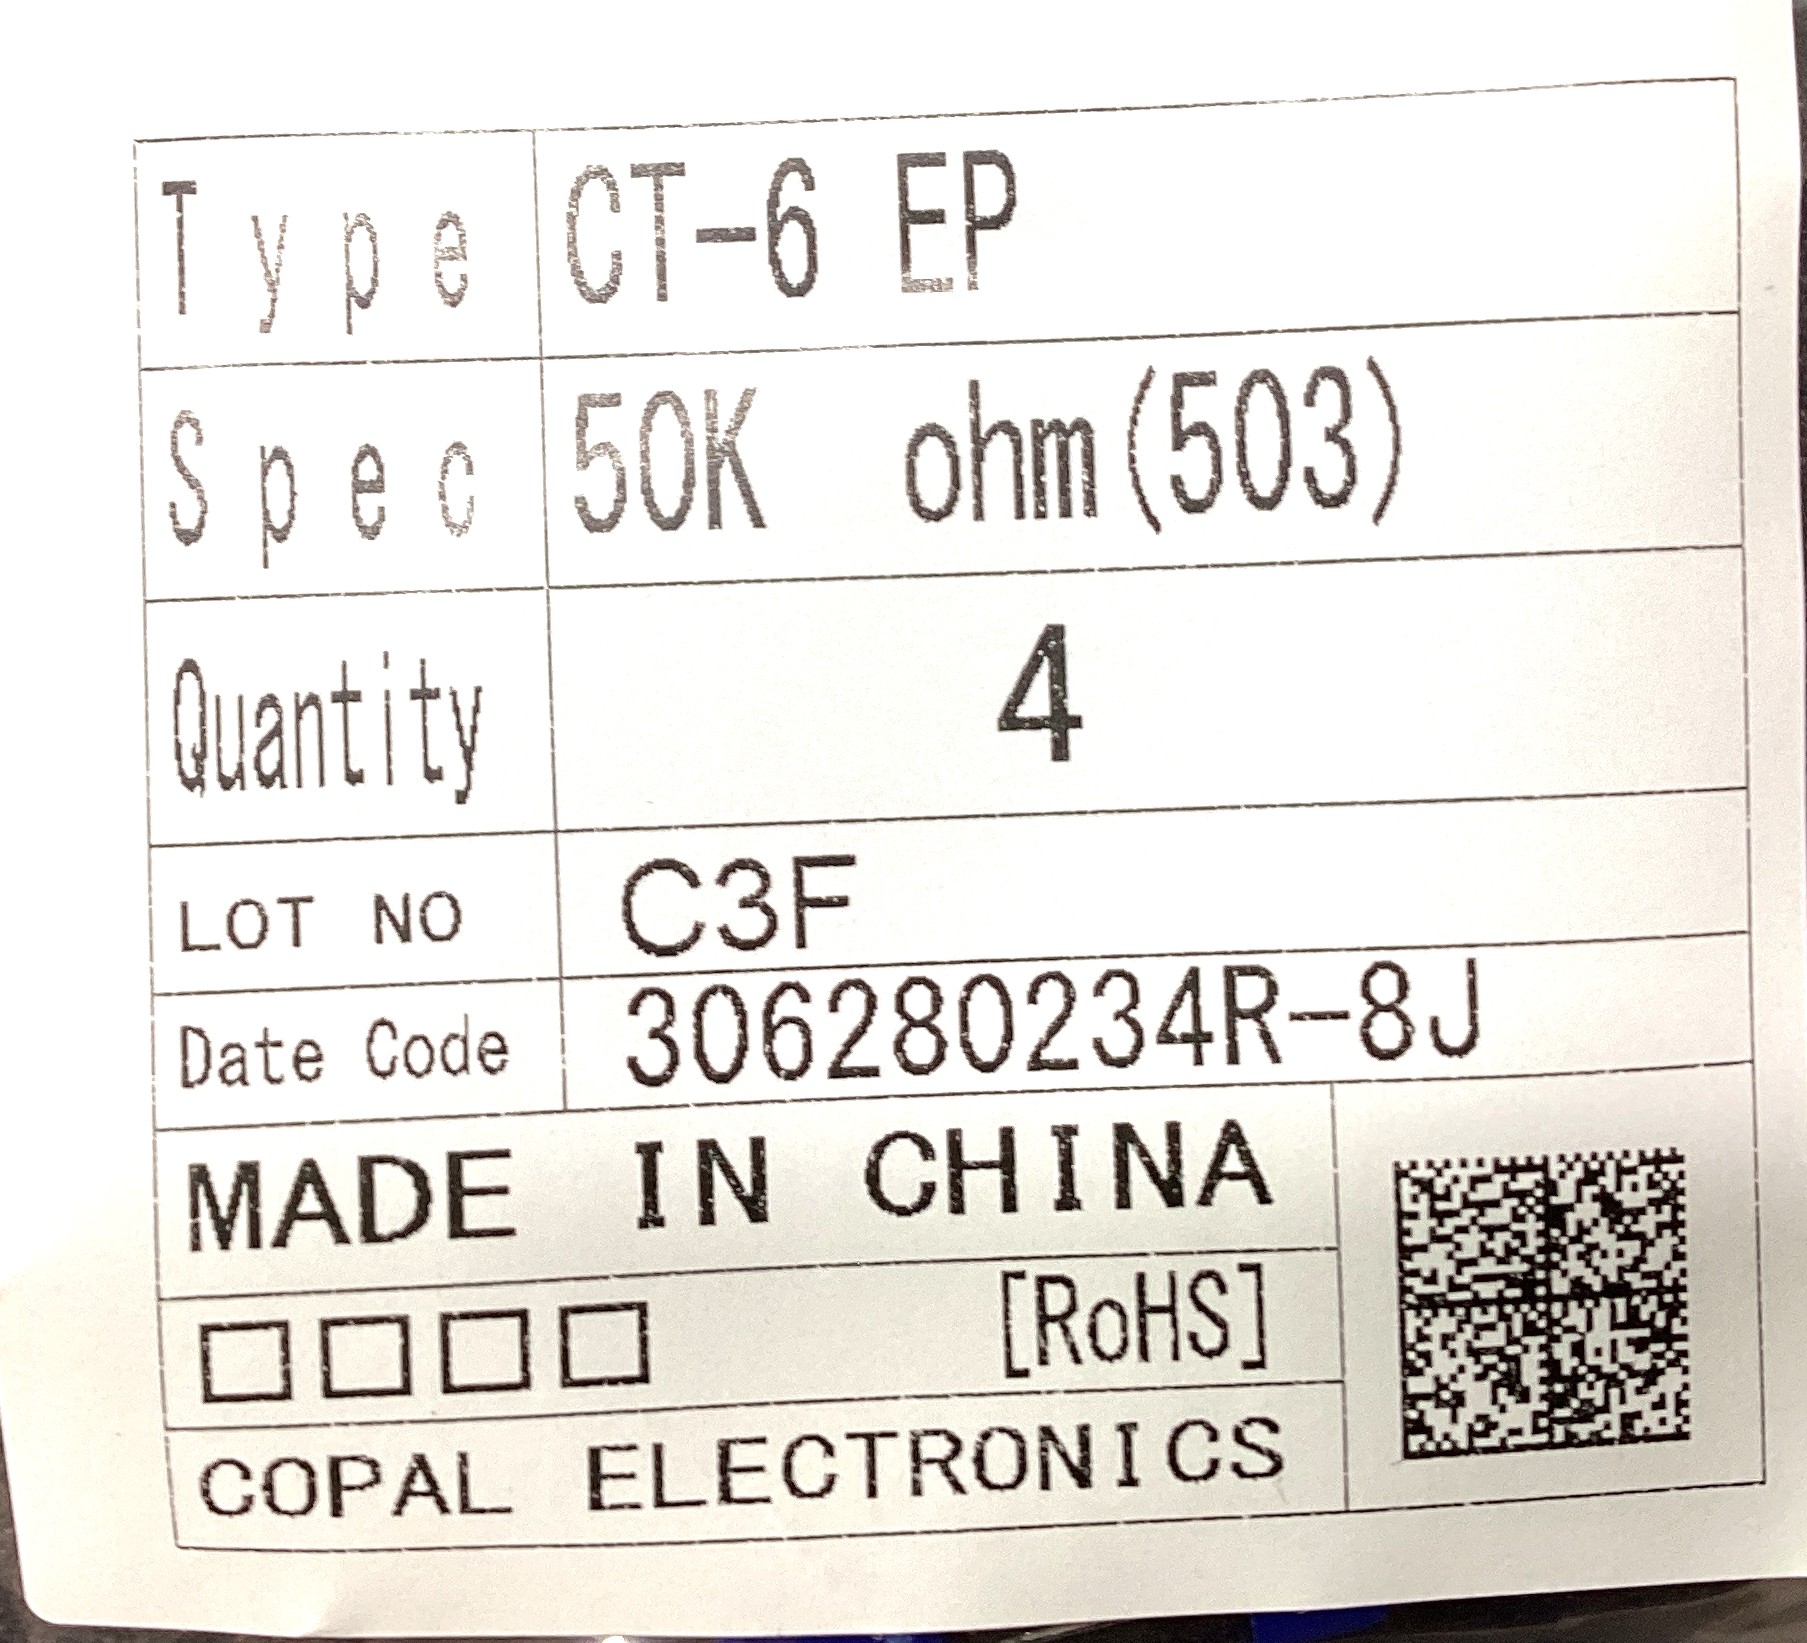 Type CT-6 EP
Spec 50K ohm(503)
Quantity 4
LOT NO C3F
Date Code 306280234R-8J
MADE IN CHINA
□□□□ [RoHS]
COPAL ELECTRONICS